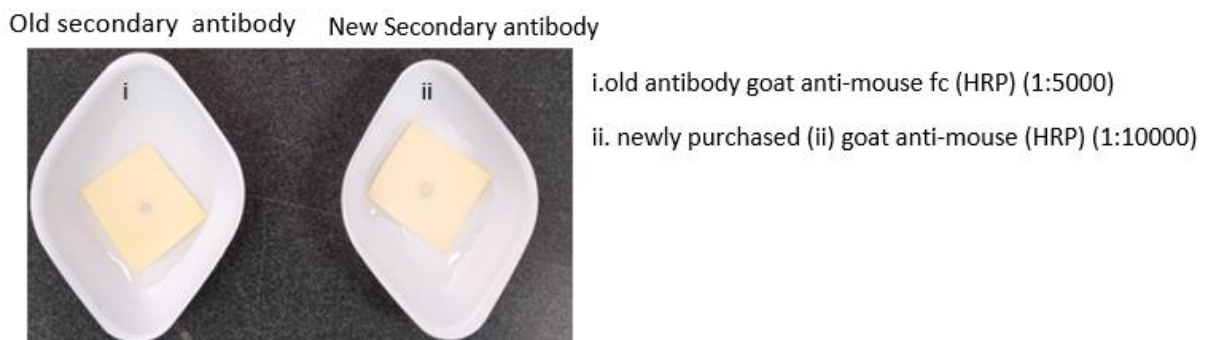 Old secondary antibody
New Secondary antibody
i
ii
i.old antibody goat anti-mouse fc (HRP) (1:5000)
ii. newly purchased (ii) goat anti-mouse (HRP) (1:10000)